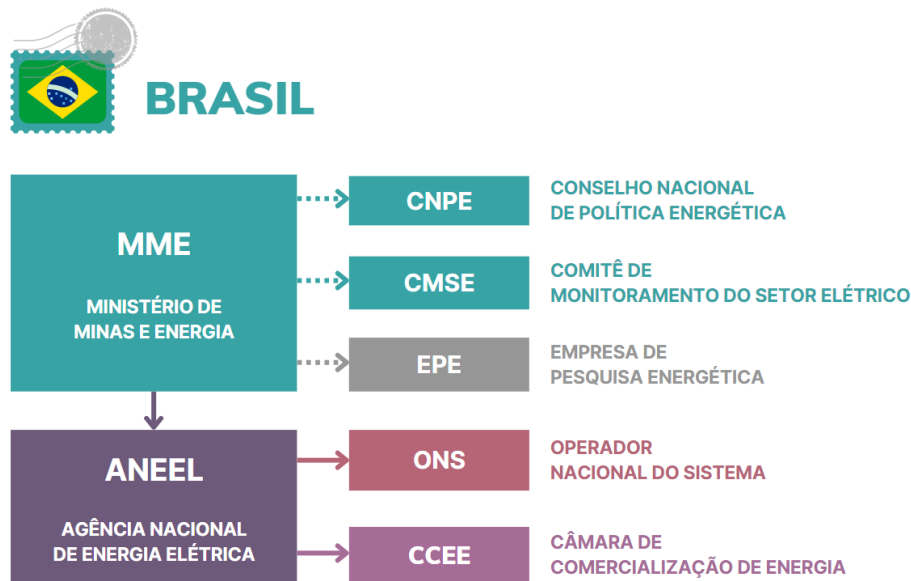 BRASIL
MME
MINISTÉRIO DE
MINAS E ENERGIA
CNPE
CONSELHO NACIONAL
DE POLÍTICA ENERGÉTICA
CMSE
COMITÊ DE
MONITORAMENTO DO SETOR ELÉTRICO
EPE
EMPRESA DE
PESQUISA ENERGÉTICA
ANEEL
AGÊNCIA NACIONAL
DE ENERGIA ELÉTRICA
ONS
OPERADOR
NACIONAL DO SISTEMA
CCEE
CÂMARA DE
COMERCIALIZAÇÃO DE ENERGIA